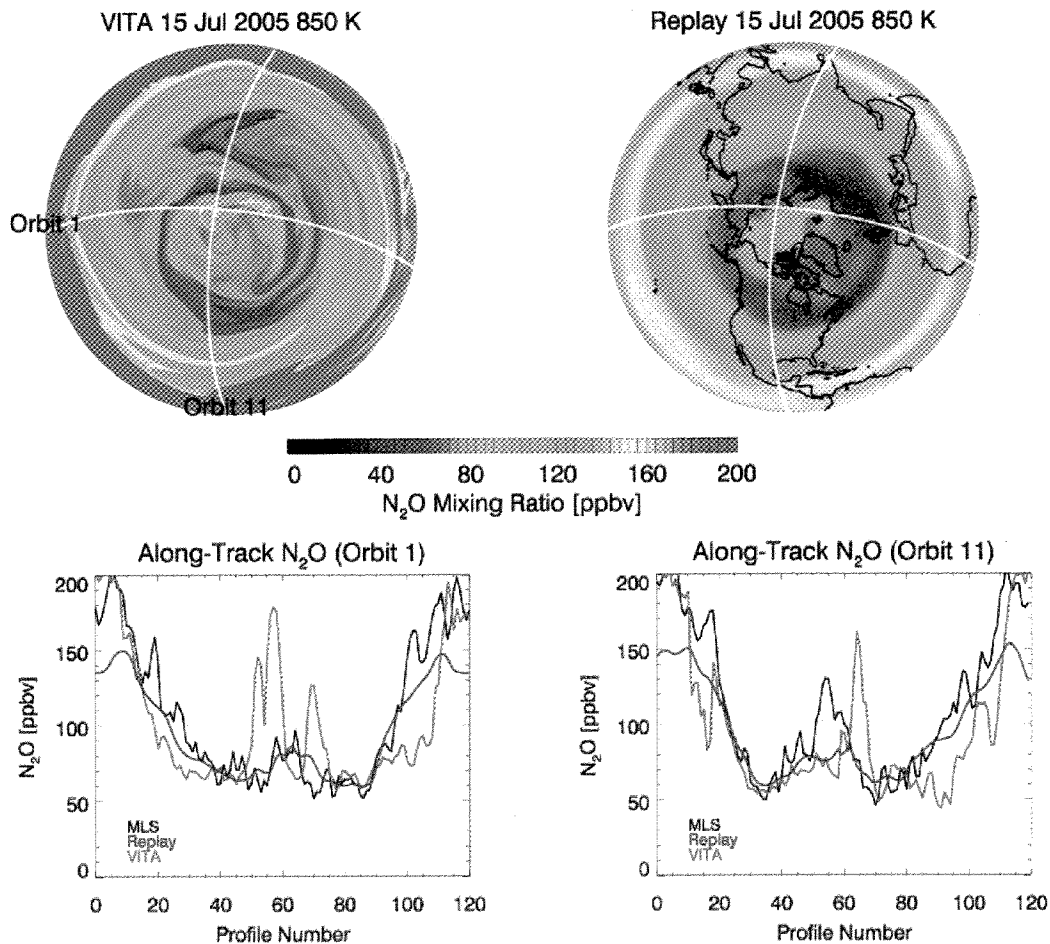 VITA 15 Jul 2005 850 K
Replay 15 Jul 2005 850 K
Orbit 1
Orbit 11
0 40 80 120 160 200
N₂O Mixing Ratio [ppbv]
Along-Track N₂O (Orbit 1)
200
150
100
50
0
N₂O [ppbv]
MLS
Replay
VITA
0 20 40 60 80 100 120
Profile Number
Along-Track N₂O (Orbit 11)
200
150
100
50
0
N₂O [ppbv]
MLS
Replay
VITA
0 20 40 60 80 100 120
Profile Number